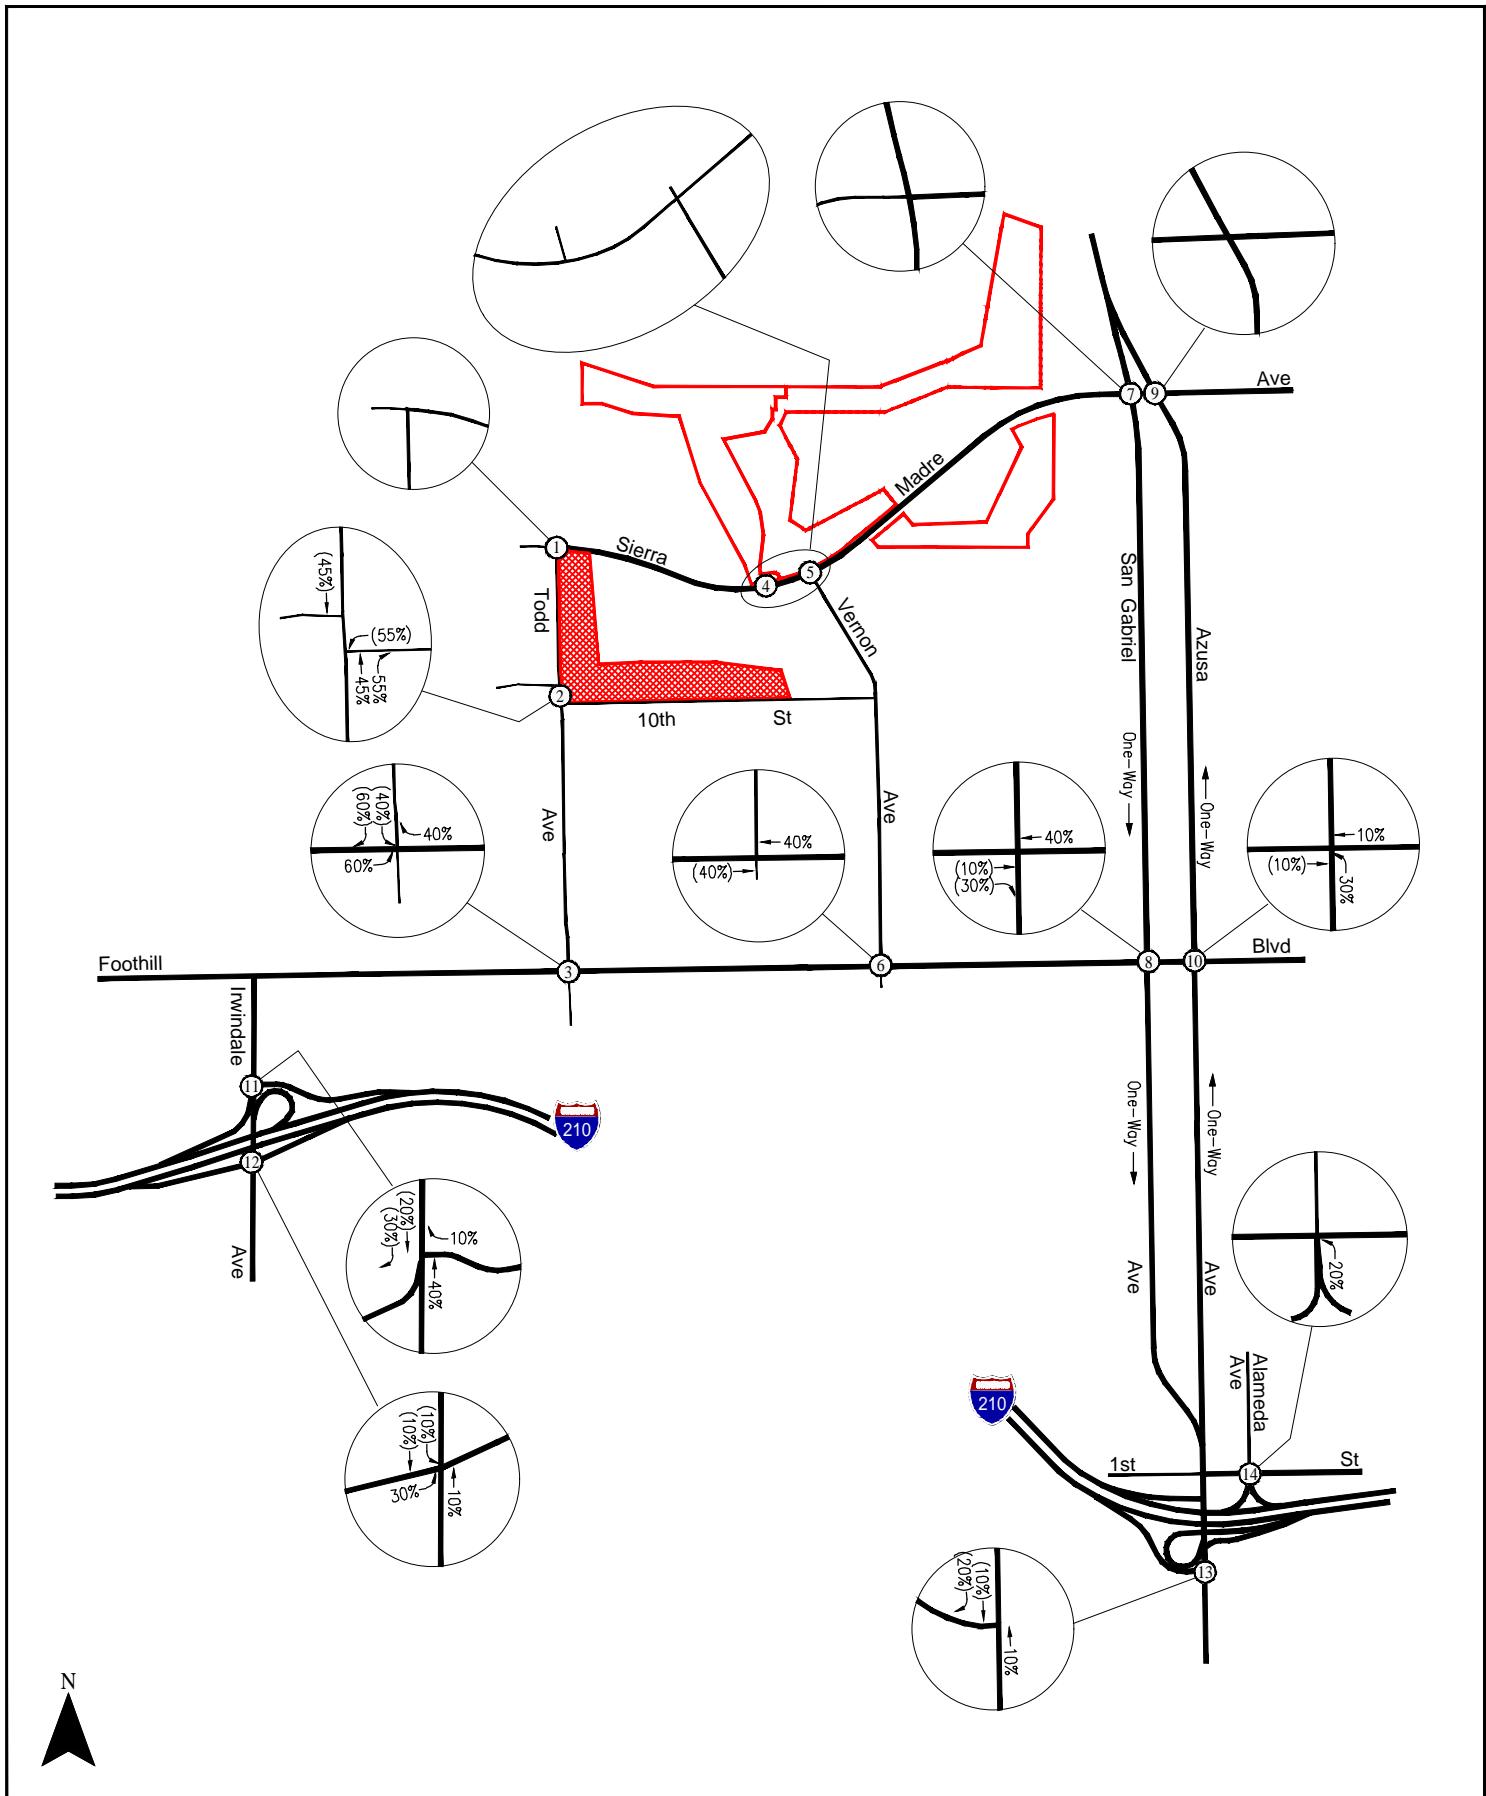 Ave
7
9
Madre
1
Sierra
5
4
(45%)
(55%)
55%
45%
Todd
Vernon
San Gabriel
Azusa
2
10th
St
One-Way
One-Way
(40%)
(60%)
40%
60%
Ave
40%
(40%)
Ave
40%
(10%)
(30%)
10%
(10%)
30%
Foothill
Blvd
3
6
8
10
Irwindale
11
210
12
One-Way
One-Way
Ave
(20%)
(30%)
10%
40%
Ave
Ave
20%
Alameda
Ave
210
(10%)
(10%)
30%
10%
1st
St
14
13
(10%)
(20%)
10%
N